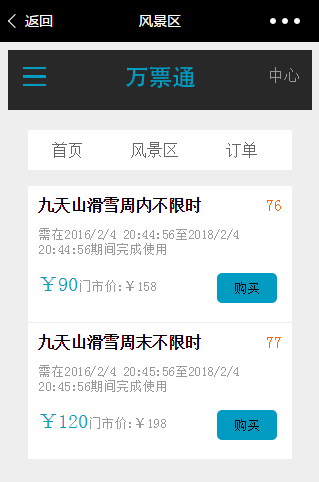 返回
风景区
万票通
中心
首页 风景区 订单
九天山滑雪周内不限时 76
需在2016/2/4 20:44:56至2018/2/4
20:44:56期间完成使用
￥90门市价:￥158
购买
九天山滑雪周末不限时 77
需在2016/2/4 20:45:56至2018/2/4
20:45:56期间完成使用
￥120门市价:￥198
购买